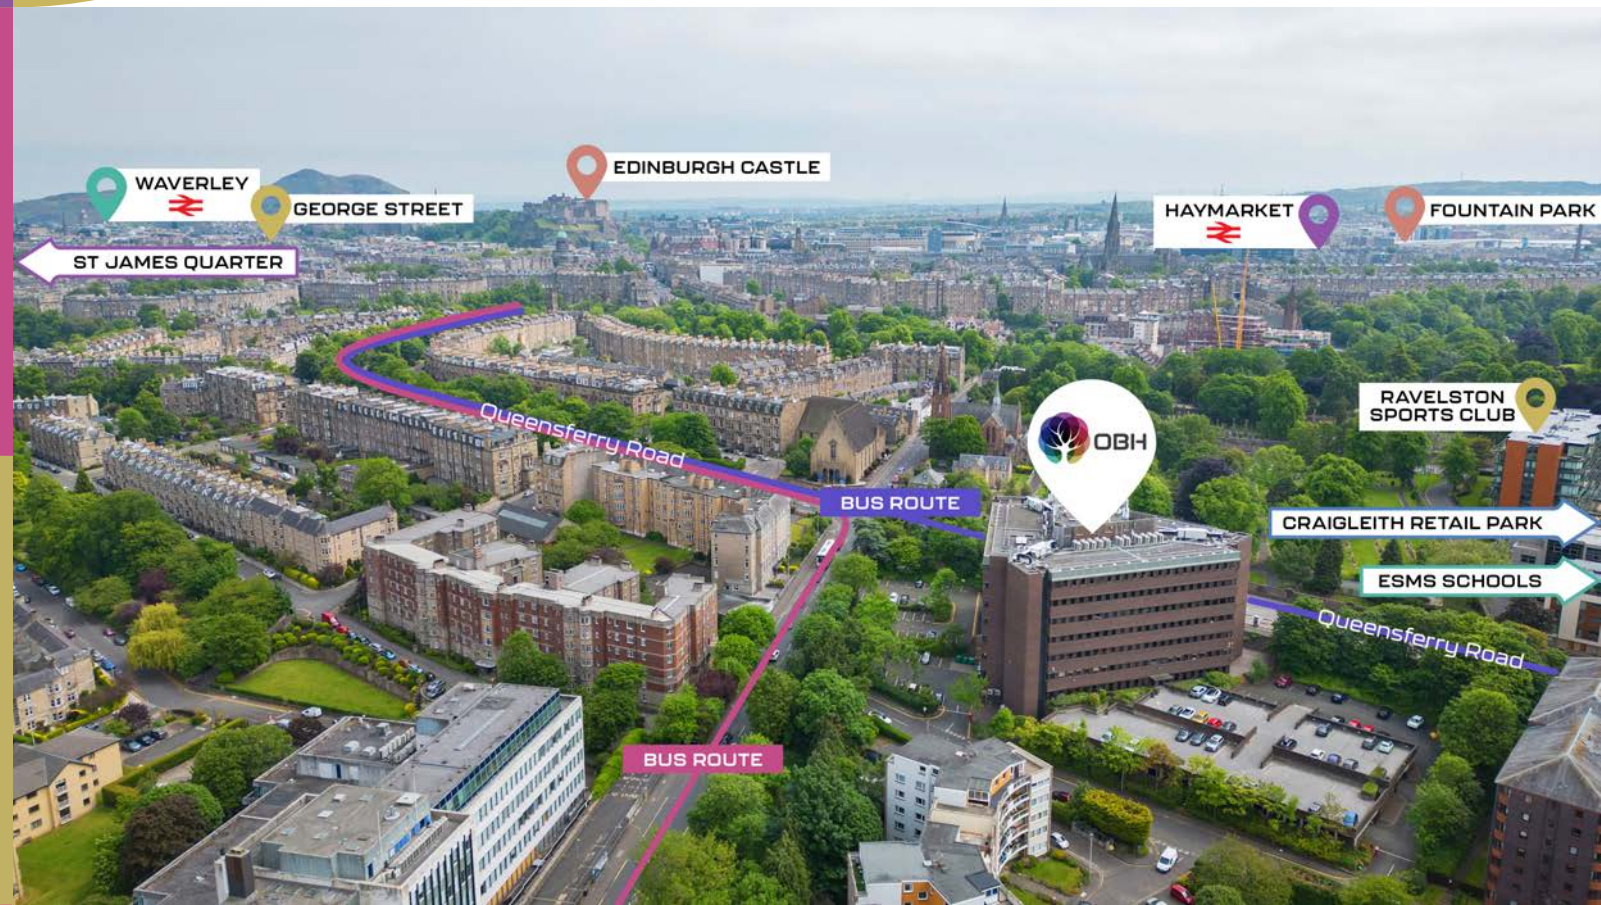 EDINBURGH CASTLE
WAVERLEY
GEORGE STREET
HAYMARKET
FOUNTAIN PARK
ST JAMES QUARTER
RAVELSTON
SPORTS CLUB
Queensferry Road
OBH
BUS ROUTE
CRAIGLEITH RETAIL PARK
ESMS SCHOOLS
Queensferry Road
BUS ROUTE